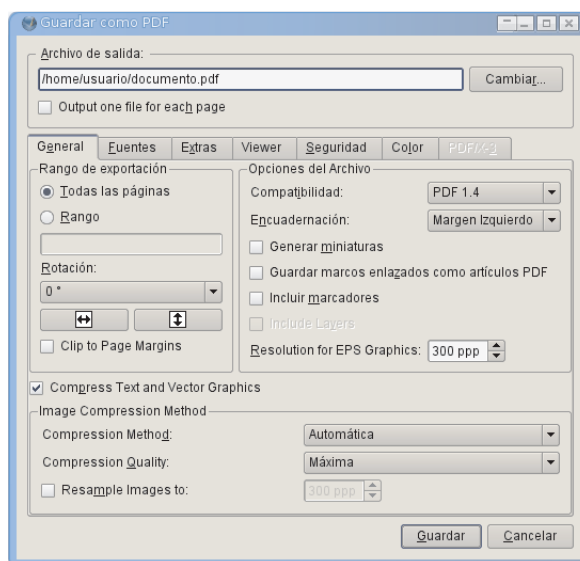 Guardar como PDF
Archivo de salida:
/home/usuario/documento.pdf
Cambiar...
Output one file for each page
General Fuentes Extras Viewer Seguridad Color PDF/X-3
Rango de exportación
Todas las páginas
Rango
Rotación:
0 °
Clip to Page Margins
Opciones del Archivo
Compatibilidad: PDF 1.4
Encuadernación: Margen Izquierdo
Generar miniaturas
Guardar marcos enlazados como artículos PDF
Incluir marcadores
Include Layers
Resolution for EPS Graphics: 300 ppp
Compress Text and Vector Graphics
Image Compression Method
Compression Method: Automática
Compression Quality: Máxima
Resample Images to: 300 ppp
Guardar Cancelar